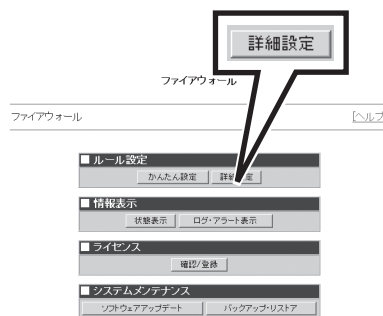 詳細設定
ファイアウォール
ファイアウォール [ヘルプ
■ ルール設定
かんたん設定 詳細設定
■ 情報表示
状態表示 ログ・アラート表示
■ ライセンス
確認/登録
■ システムメンテナンス
ソフトウェアアップデート バックアップ・リストア